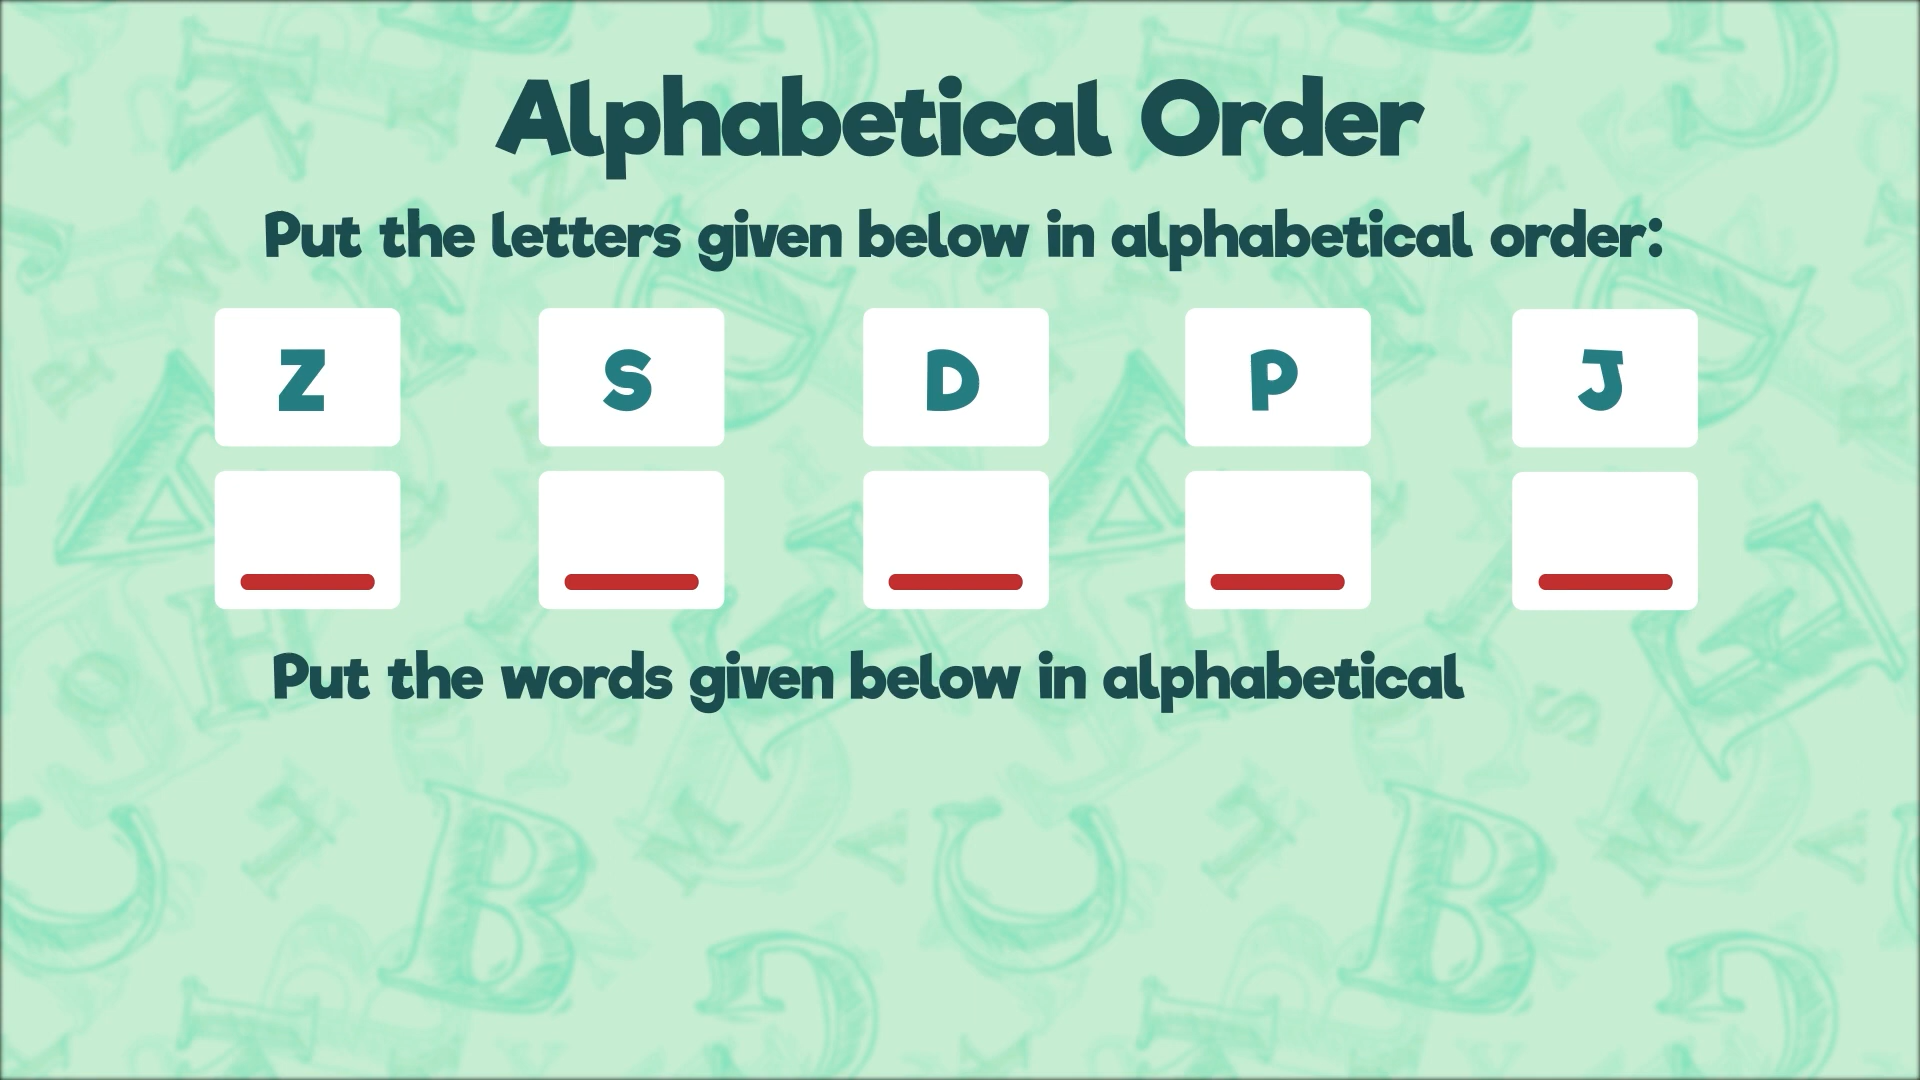 Alphabetical Order
Put the letters given below in alphabetical order:
Z S D P J
Put the words given below in alphabetical